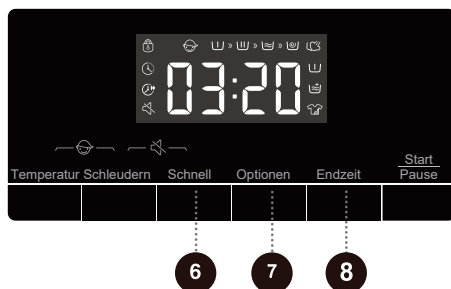 03:20
Temperatur Schleudern Schnell Optionen Endzeit Start
Pause
6 7 8